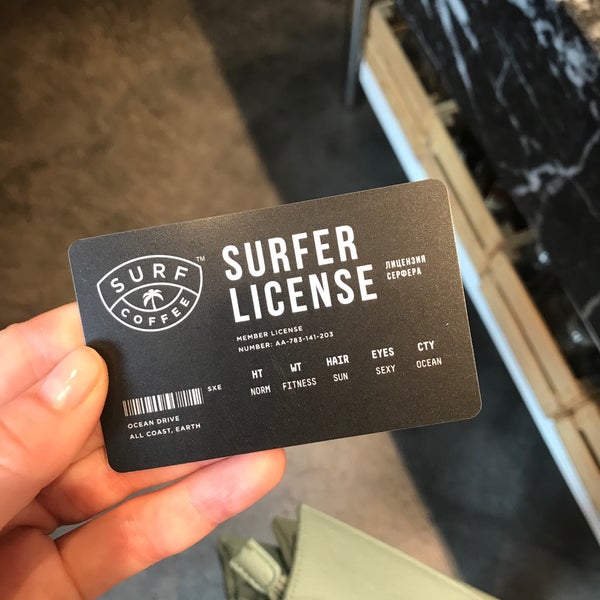 SURF
COFFEE
TM
SURFER
LICENSE
ЛИЦЕНЗИЯ
СЕРФЕРА
MEMBER LICENSE
NUMBER: AA-783-141-203
HT WT HAIR EYES CTY
NORM FITNESS SUN SEXY OCEAN
SXE
OCEAN DRIVE
ALL COAST, EARTH